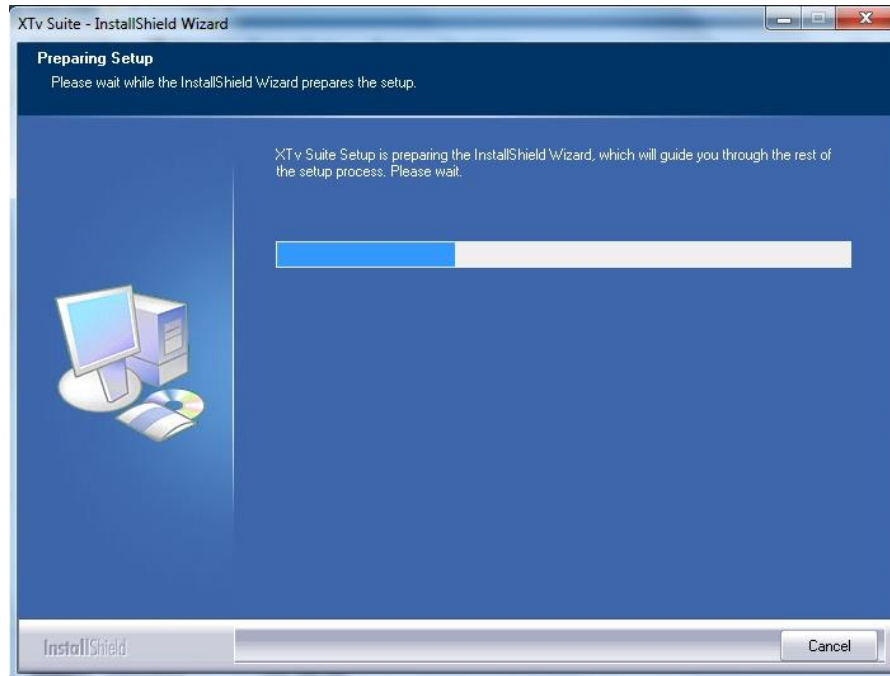 XTv Suite - InstallShield Wizard
Preparing Setup
Please wait while the InstallShield Wizard prepares the setup.
XTv Suite Setup is preparing the InstallShield Wizard, which will guide you through the rest of
the setup process. Please wait.
InstallShield
Cancel